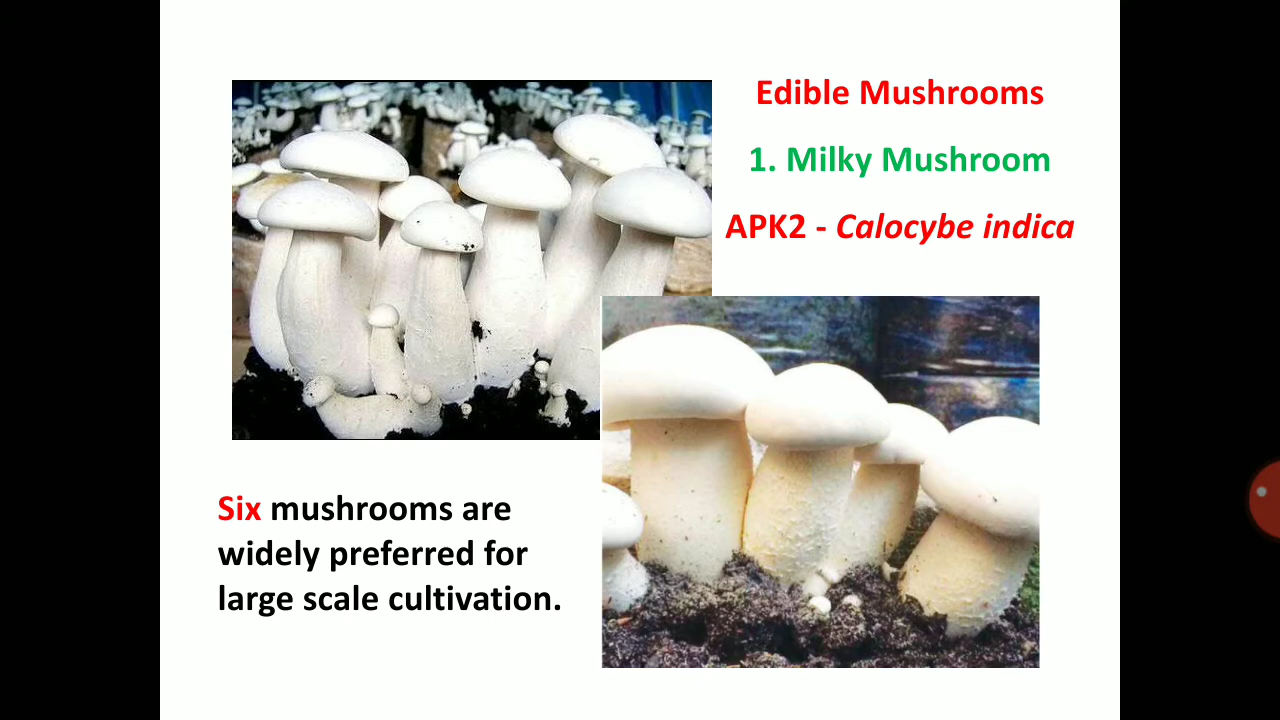 Edible Mushrooms
1. Milky Mushroom
APK2 - Calocybe indica
Six mushrooms are
widely preferred for
large scale cultivation.